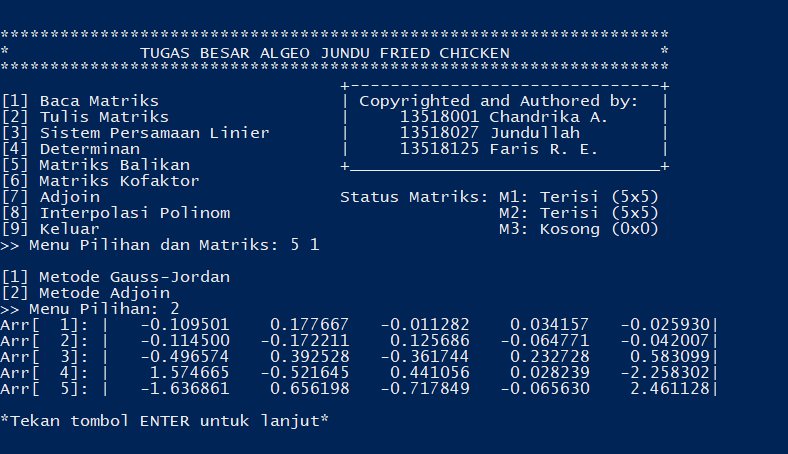 *******************************************************************
* TUGAS BESAR ALGEO JUNDU FRIED CHICKEN *
*******************************************************************
+-------------------------------+
[1] Baca Matriks | Copyrighted and Authored by: |
[2] Tulis Matriks | 13518001 Chandrika A. |
[3] Sistem Persamaan Linier | 13518027 Jundullah |
[4] Determinan | 13518125 Faris R. E. |
[5] Matriks Balikan +_______________________________+
[6] Matriks Kofaktor
[7] Adjoin Status Matriks: M1: Terisi (5x5)
[8] Interpolasi Polinom M2: Terisi (5x5)
[9] Keluar M3: Kosong (0x0)
>> Menu Pilihan dan Matriks: 5 1
[1] Metode Gauss-Jordan
[2] Metode Adjoin
>> Menu Pilihan: 2
Arr[ 1]: | -0.109501 0.177667 -0.011282 0.034157 -0.025930|
Arr[ 2]: | -0.114500 -0.172211 0.125686 -0.064771 -0.042007|
Arr[ 3]: | -0.496574 0.392528 -0.361744 0.232728 0.583099|
Arr[ 4]: | 1.574665 -0.521645 0.441056 0.028239 -2.258302|
Arr[ 5]: | -1.636861 0.656198 -0.717849 -0.065630 2.461128|
*Tekan tombol ENTER untuk lanjut*